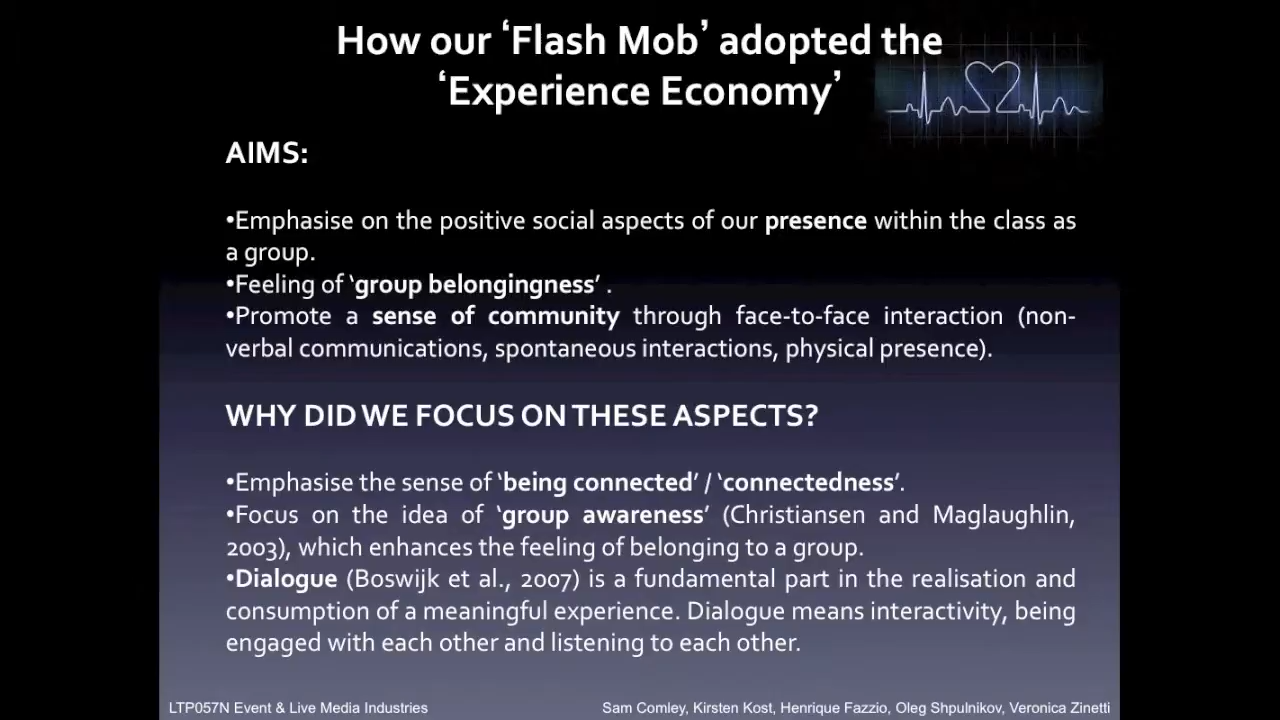 How our ‘Flash Mob’ adopted the
‘Experience Economy’
AIMS:
•Emphasise on the positive social aspects of our presence within the class as
a group.
•Feeling of ‘group belongingness’ .
•Promote a sense of community through face-to-face interaction (non-
verbal communications, spontaneous interactions, physical presence).
WHY DID WE FOCUS ON THESE ASPECTS?
•Emphasise the sense of ‘being connected’ / ‘connectedness’.
•Focus on the idea of ‘group awareness’ (Christiansen and Maglaughlin,
2003), which enhances the feeling of belonging to a group.
•Dialogue (Boswijk et al., 2007) is a fundamental part in the realisation and
consumption of a meaningful experience. Dialogue means interactivity, being
engaged with each other and listening to each other.
LTP057N Event & Live Media Industries
Sam Comley, Kirsten Kost, Henrique Fazzio, Oleg Shpulnikov, Veronica Zinetti